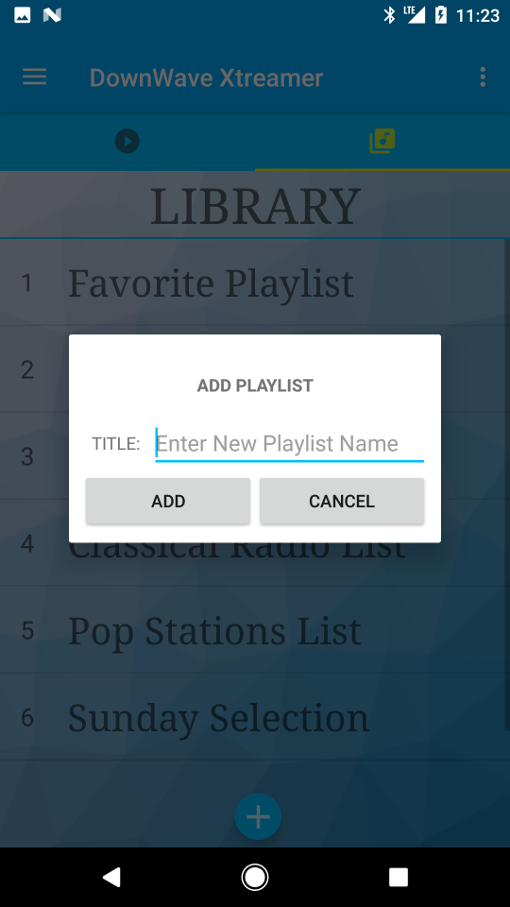 LTE 11:23
DownWave Xtreamer
LIBRARY
1 Favorite Playlist
2
ADD PLAYLIST
TITLE: Enter New Playlist Name
3
ADD CANCEL
4 Classical Radio List
5 Pop Stations List
6 Sunday Selection